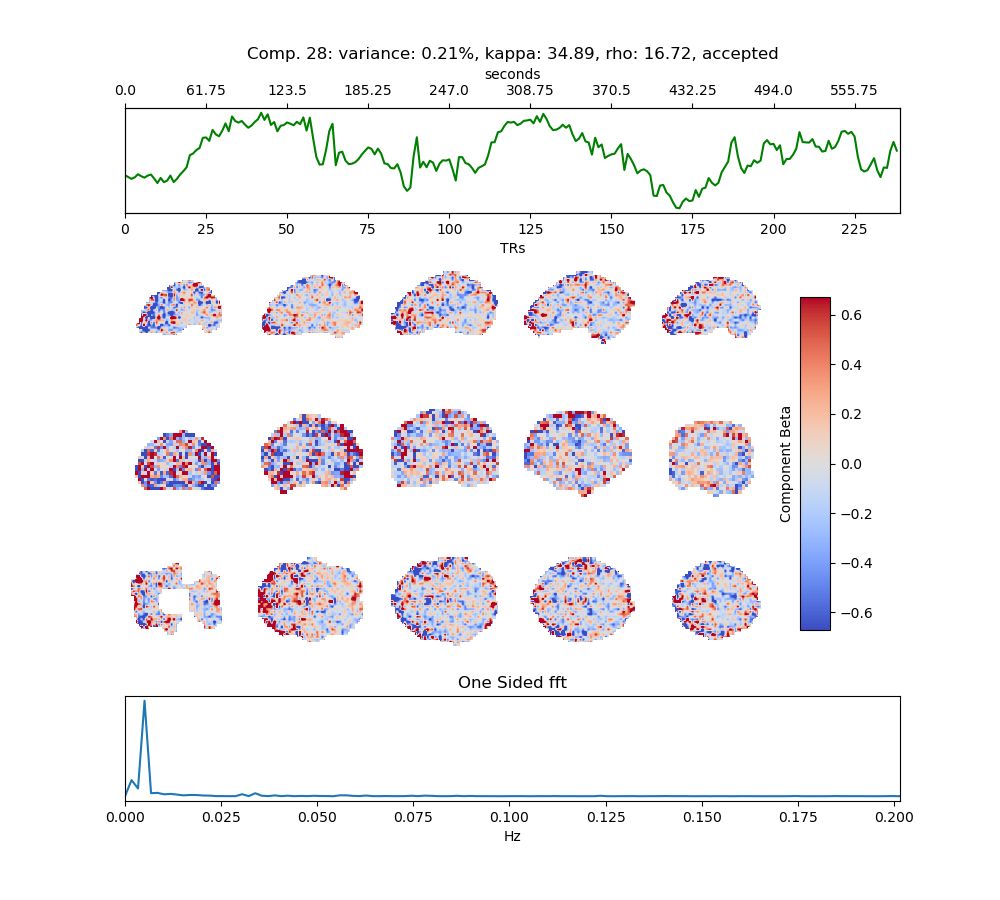 Comp. 28: variance: 0.21%, kappa: 34.89, rho: 16.72, accepted
seconds
0.0 61.75 123.5 185.25 247.0 308.75 370.5 432.25 494.0 555.75
0 25 50 75 100 125 150 175 200 225
TRs
0.6
0.4
0.2
0.0
−0.2
−0.4
−0.6
Component Beta
One Sided fft
0.000 0.025 0.050 0.075 0.100 0.125 0.150 0.175 0.200
Hz